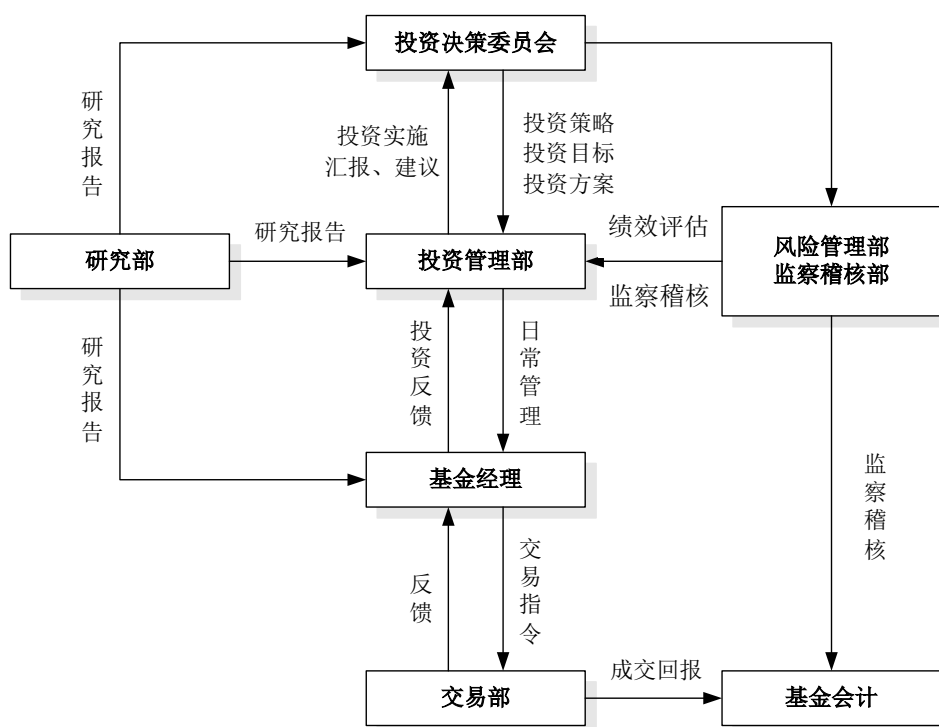 投资决策委员会
研究报告
投资实施
汇报、建议
投资策略
投资目标
投资方案
研究部
研究报告
投资管理部
绩效评估
监察稽核
风险管理部
监察稽核部
研究报告
投资反馈
日常管理
基金经理
监察稽核
反馈
交易指令
交易部
成交回报
基金会计